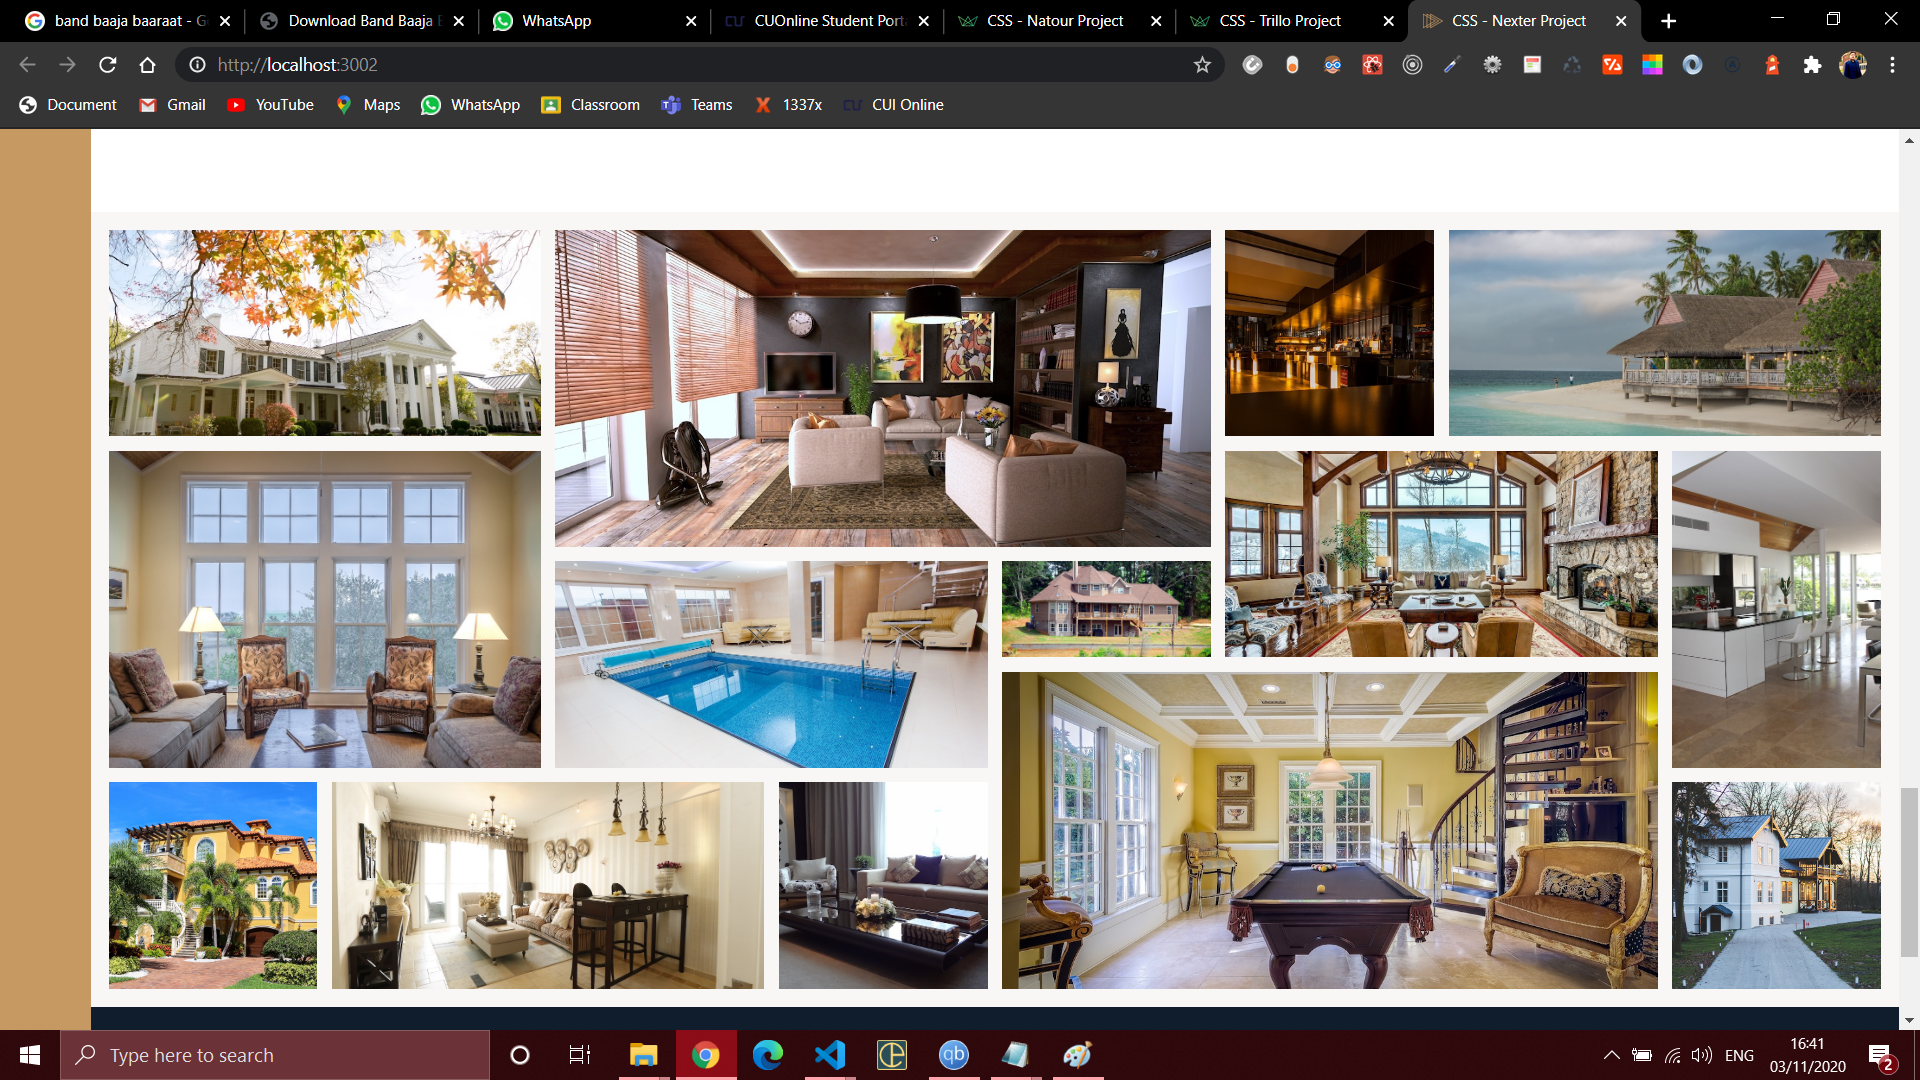 band baaja baaraat - G
Download Band Baaja
WhatsApp
CUOnline Student Port
CSS - Natour Project
CSS - Trillo Project
CSS - Nexter Project
http://localhost:3002
Document
Gmail
YouTube
Maps
WhatsApp
Classroom
Teams
1337x
CUI Online
Type here to search
qb
ENG
16:41
03/11/2020
2